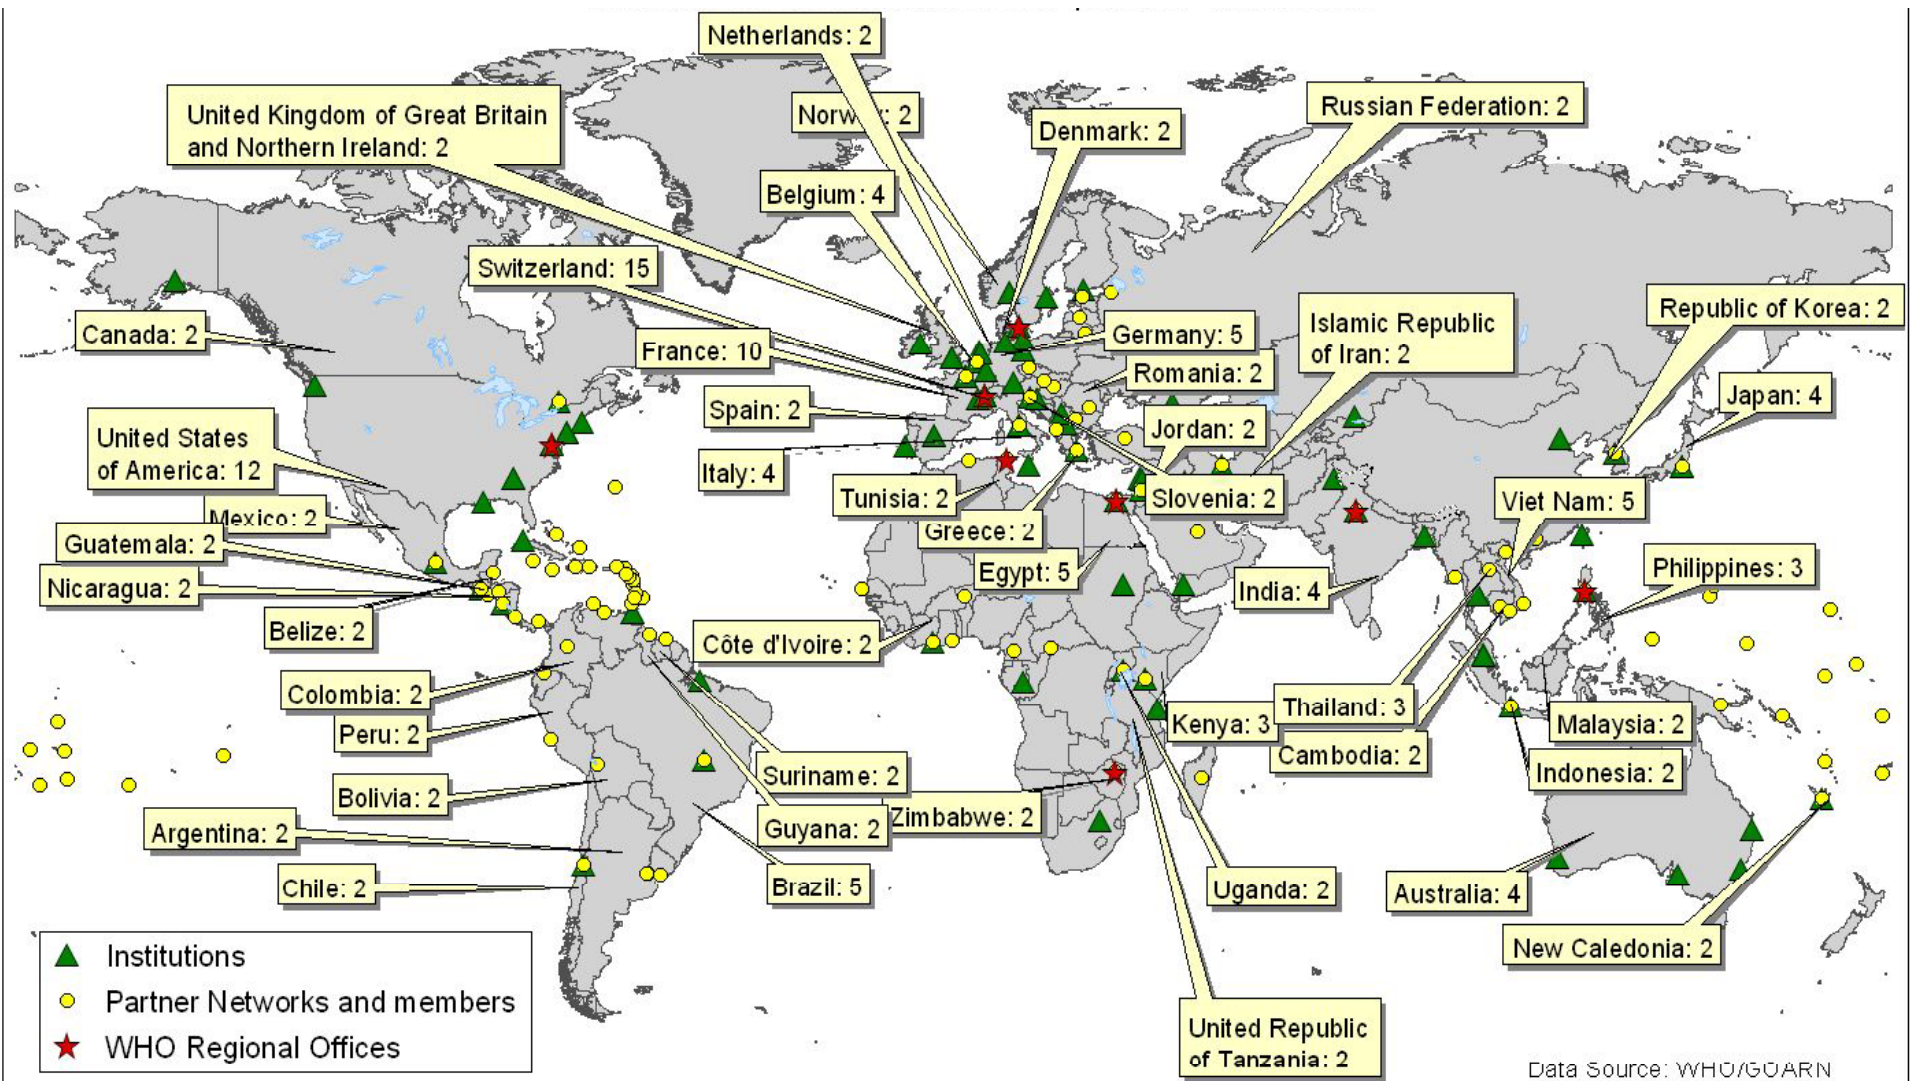 Netherlands: 2
United Kingdom of Great Britain
and Northern Ireland: 2
Norway: 2
Denmark: 2
Russian Federation: 2
Belgium: 4
Switzerland: 15
Canada: 2
France: 10
Germany: 5
Islamic Republic
of Iran: 2
Republic of Korea: 2
Romania: 2
Spain: 2
Jordan: 2
Japan: 4
United States
of America: 12
Italy: 4
Tunisia: 2
Slovenia: 2
Viet Nam: 5
Mexico: 2
Greece: 2
Guatemala: 2
Egypt: 5
Nicaragua: 2
India: 4
Philippines: 3
Belize: 2
Côte d'Ivoire: 2
Colombia: 2
Peru: 2
Kenya: 3
Thailand: 3
Malaysia: 2
Cambodia: 2
Suriname: 2
Indonesia: 2
Bolivia: 2
Guyana: 2
Zimbabwe: 2
Argentina: 2
Chile: 2
Brazil: 5
Uganda: 2
Australia: 4
New Caledonia: 2
United Republic
of Tanzania: 2
Institutions
Partner Networks and members
WHO Regional Offices
Data Source: WHO/GOARN